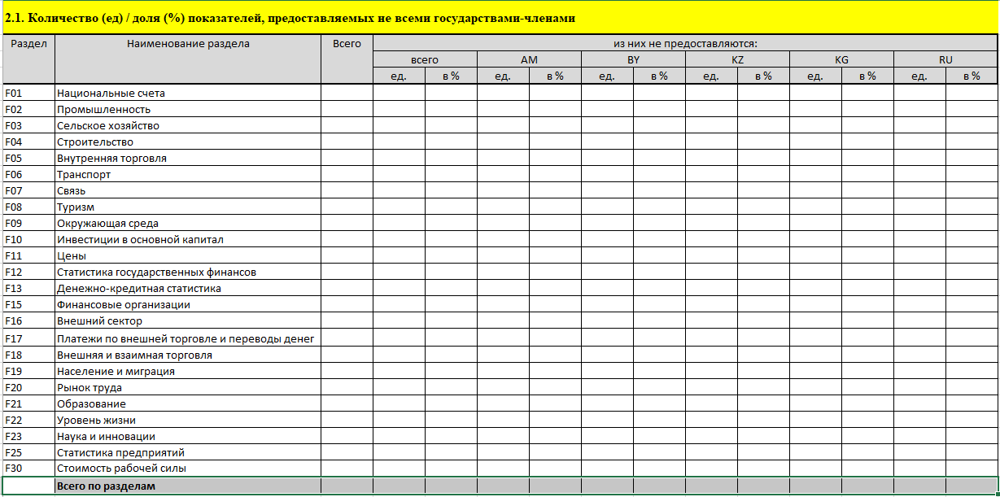 2.1. Количество (ед) / доля (%) показателей, предоставляемых не всеми государствами-членами
Раздел Наименование раздела Всего из них не предоставляются:
всего AM BY KZ KG RU
ед. в % ед. в % ед. в % ед. в % ед. в % ед. в %
F01 Национальные счета
F02 Промышленность
F03 Сельское хозяйство
F04 Строительство
F05 Внутренняя торговля
F06 Транспорт
F07 Связь
F08 Туризм
F09 Окружающая среда
F10 Инвестиции в основной капитал
F11 Цены
F12 Статистика государственных финансов
F13 Денежно-кредитная статистика
F15 Финансовые организации
F16 Внешний сектор
F17 Платежи по внешней торговле и переводы денег
F18 Внешняя и взаимная торговля
F19 Население и миграция
F20 Рынок труда
F21 Образование
F22 Уровень жизни
F23 Наука и инновации
F25 Статистика предприятий
F30 Стоимость рабочей силы
Всего по разделам